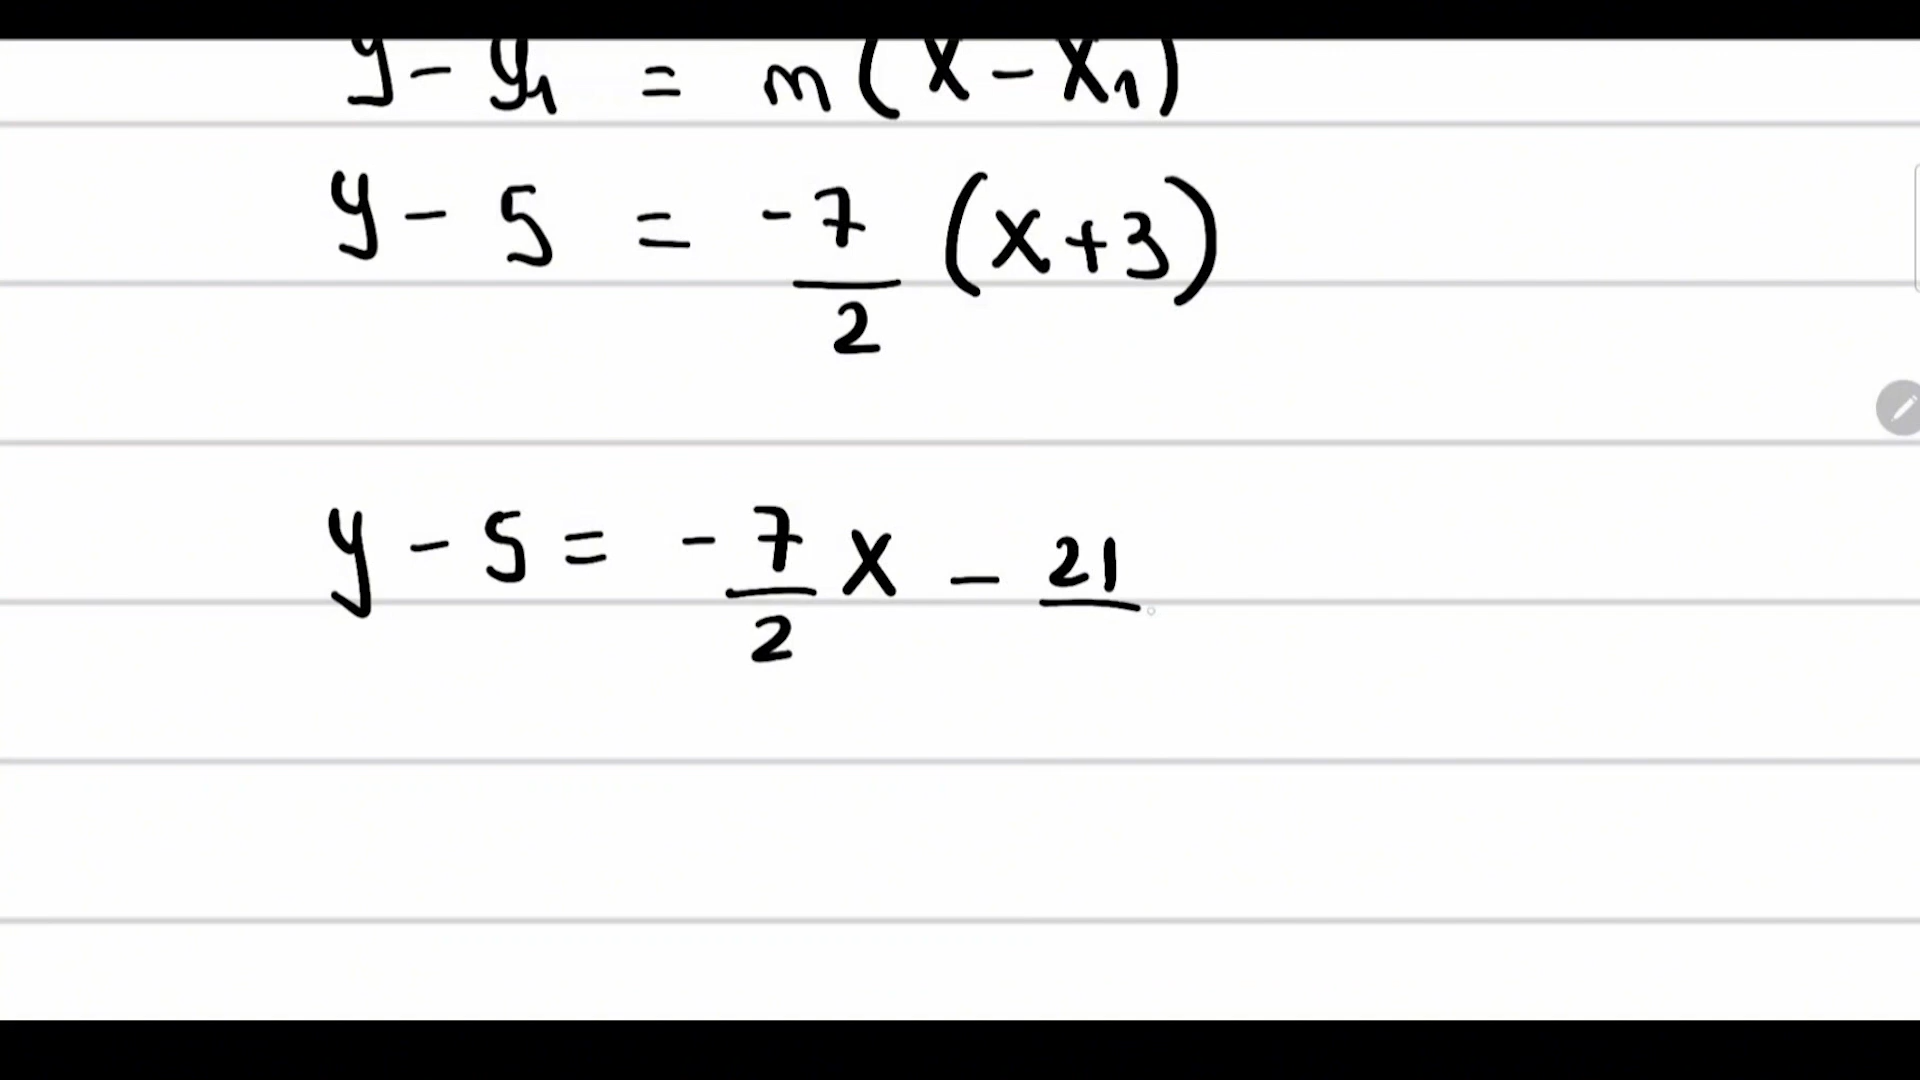 y - y₁ = m(x - x₁)
y - 5 = -7/2 (x+3)
y - 5 = -7/2 x - 21/